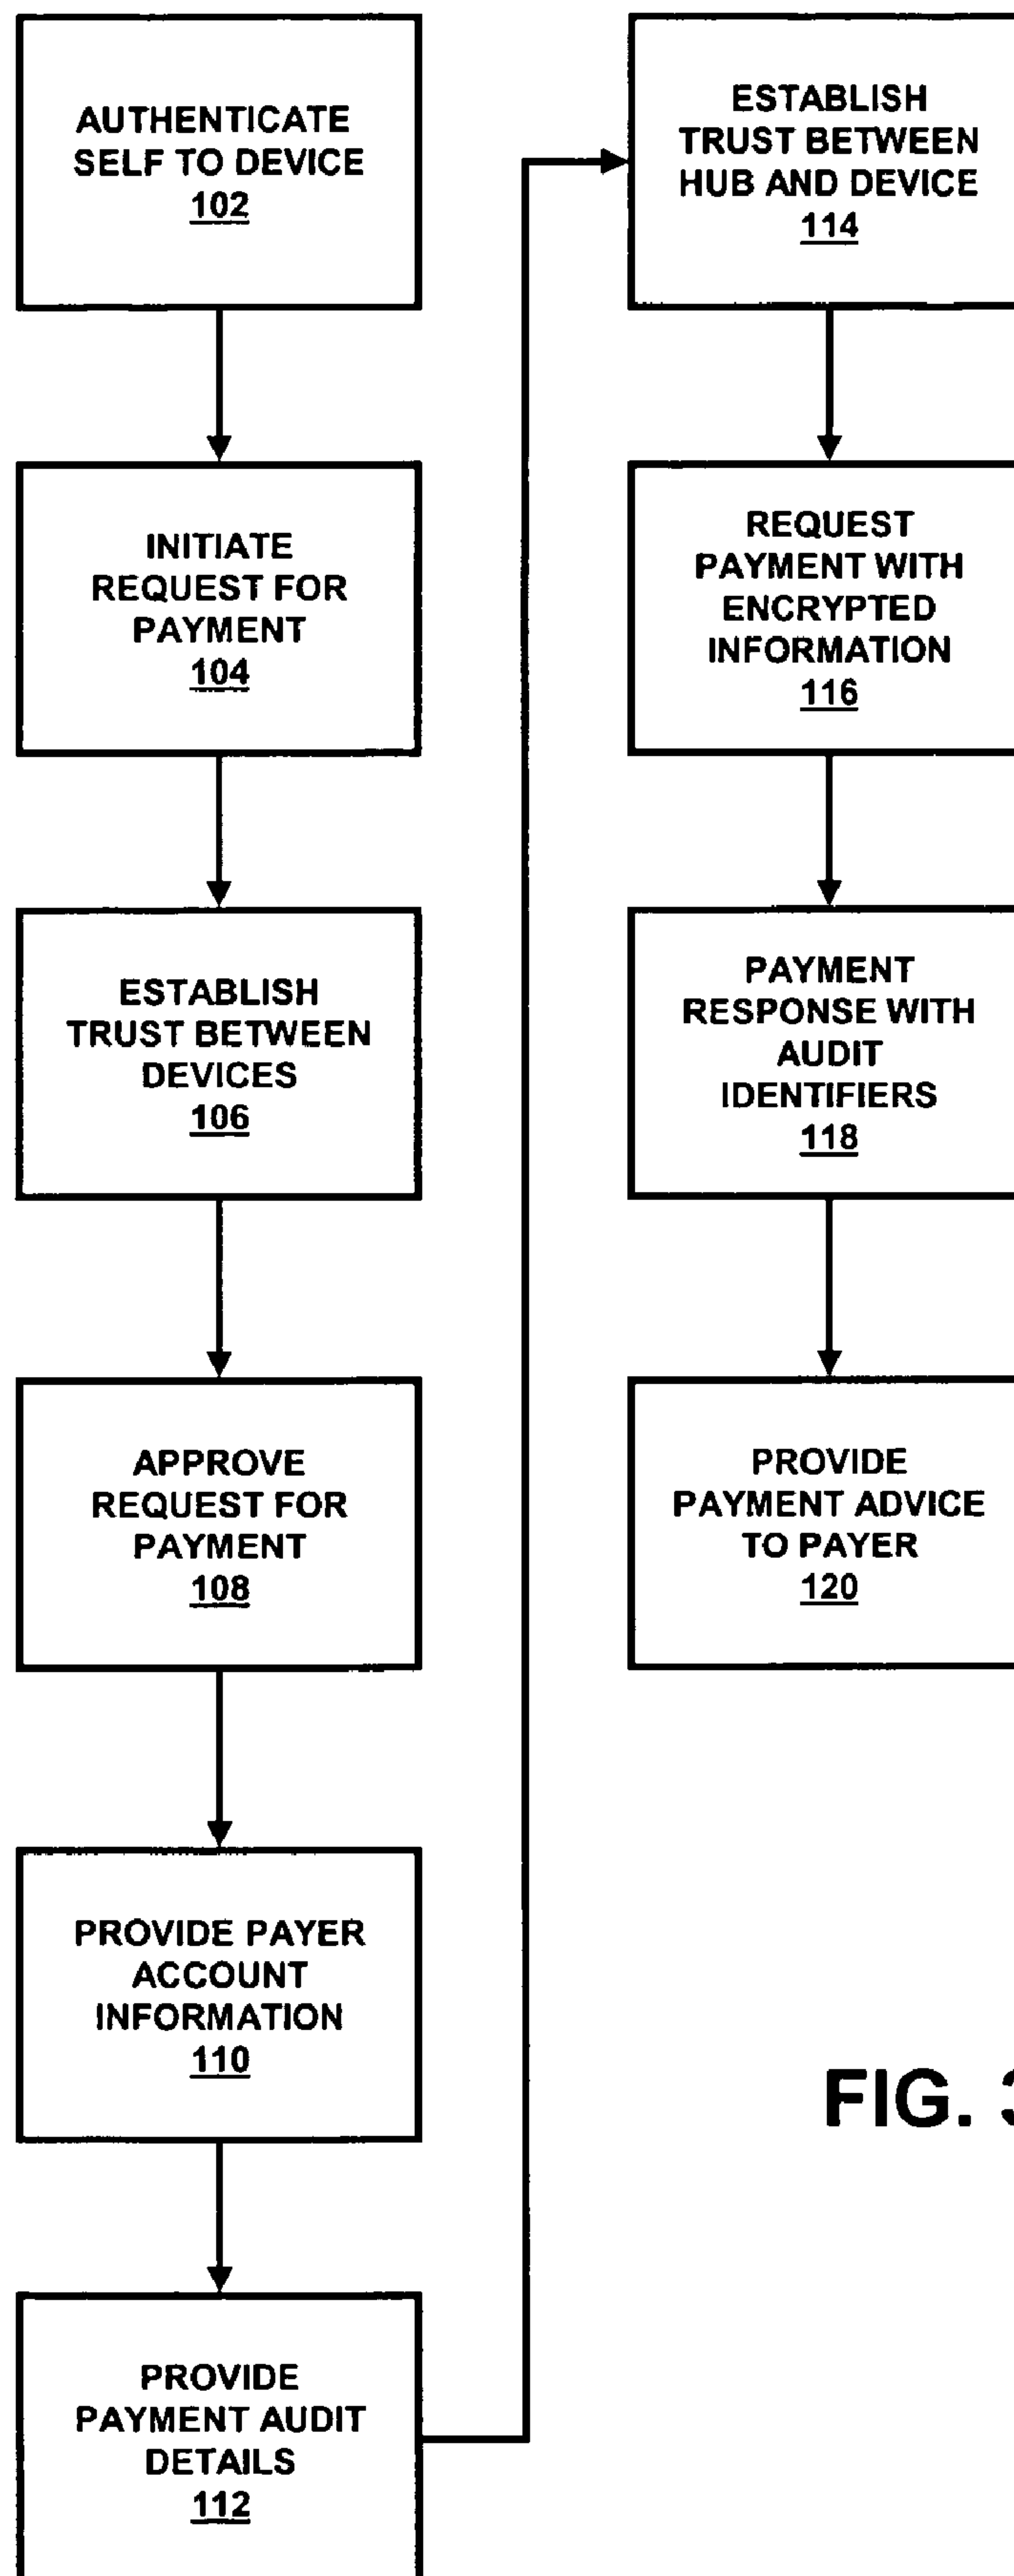 AUTHENTICATE
SELF TO DEVICE
102
INITIATE
REQUEST FOR
PAYMENT
104
ESTABLISH
TRUST BETWEEN
DEVICES
106
APPROVE
REQUEST FOR
PAYMENT
108
PROVIDE PAYER
ACCOUNT
INFORMATION
110
PROVIDE
PAYMENT AUDIT
DETAILS
112
ESTABLISH
TRUST BETWEEN
HUB AND DEVICE
114
REQUEST
PAYMENT WITH
ENCRYPTED
INFORMATION
116
PAYMENT
RESPONSE WITH
AUDIT
IDENTIFIERS
118
PROVIDE
PAYMENT ADVICE
TO PAYER
120
FIG.